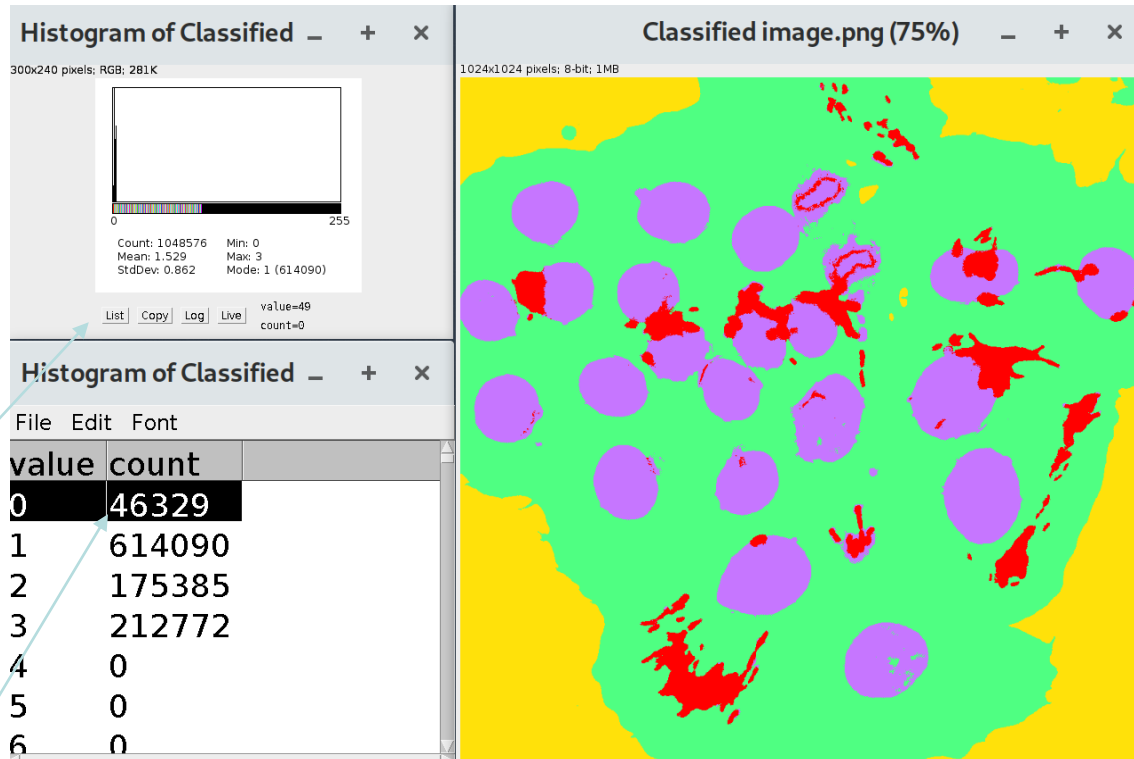 Histogram of Classified – + ×
300x240 pixels; RGB; 281K
0 255
Count: 1048576 Min: 0
Mean: 1.529 Max: 3
StdDev: 0.862 Mode: 1 (614090)
List Copy Log Live value=49
count=0
Histogram of Classified – + ×
File Edit Font
value count
0 46329
1 614090
2 175385
3 212772
4 0
5 0
6 0
Classified image.png (75%) – + ×
1024x1024 pixels; 8-bit; 1MB